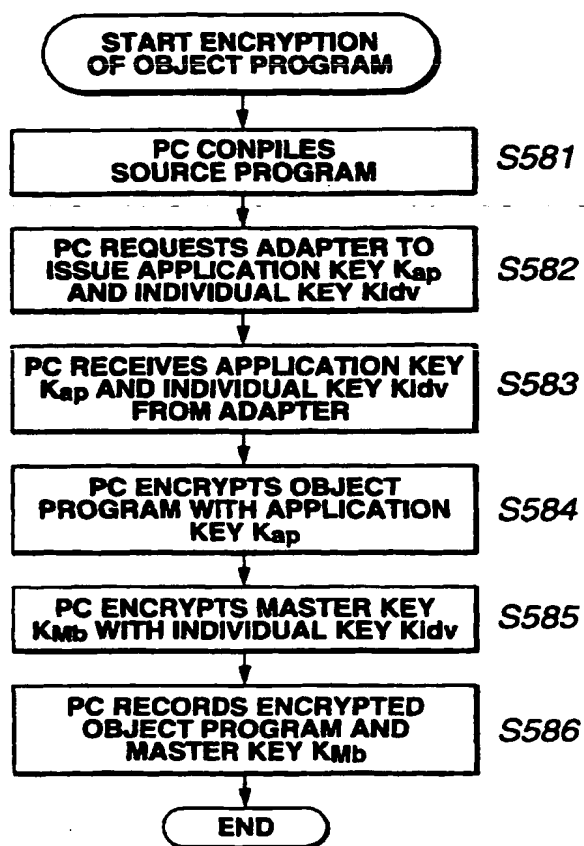 START ENCRYPTION
OF OBJECT PROGRAM
PC CONPILES
SOURCE PROGRAM
S581
PC REQUESTS ADAPTER TO
ISSUE APPLICATION KEY Kap
AND INDIVIDUAL KEY Kidv
S582
PC RECEIVES APPLICATION KEY
Kap AND INDIVIDUAL KEY Kidv
FROM ADAPTER
S583
PC ENCRYPTS OBJECT
PROGRAM WITH APPLICATION
KEY Kap
S584
PC ENCRYPTS MASTER KEY
KMb WITH INDIVIDUAL KEY Kidv
S585
PC RECORDS ENCRYPTED
OBJECT PROGRAM AND
MASTER KEY KMb
S586
END